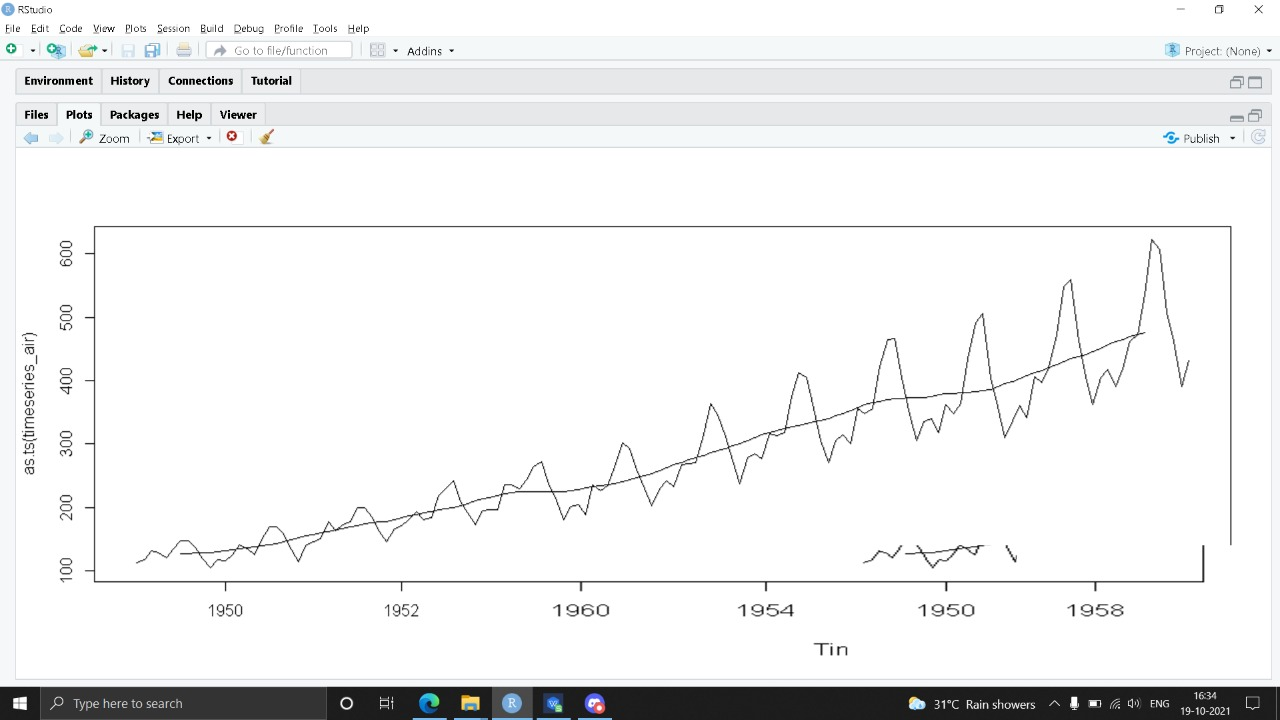 RStudio
File Edit Code View Plots Session Build Debug Profile Tools Help
Go to file/function Addins Project: (None)
Environment History Connections Tutorial
Files Plots Packages Help Viewer
Zoom Export Publish
600
500
400
300
200
100
as.ts(timeseries_air)
1950 1952 1960 1954 1950 1958
Tin
Type here to search 31°C Rain showers ENG 16:34
19-10-2021